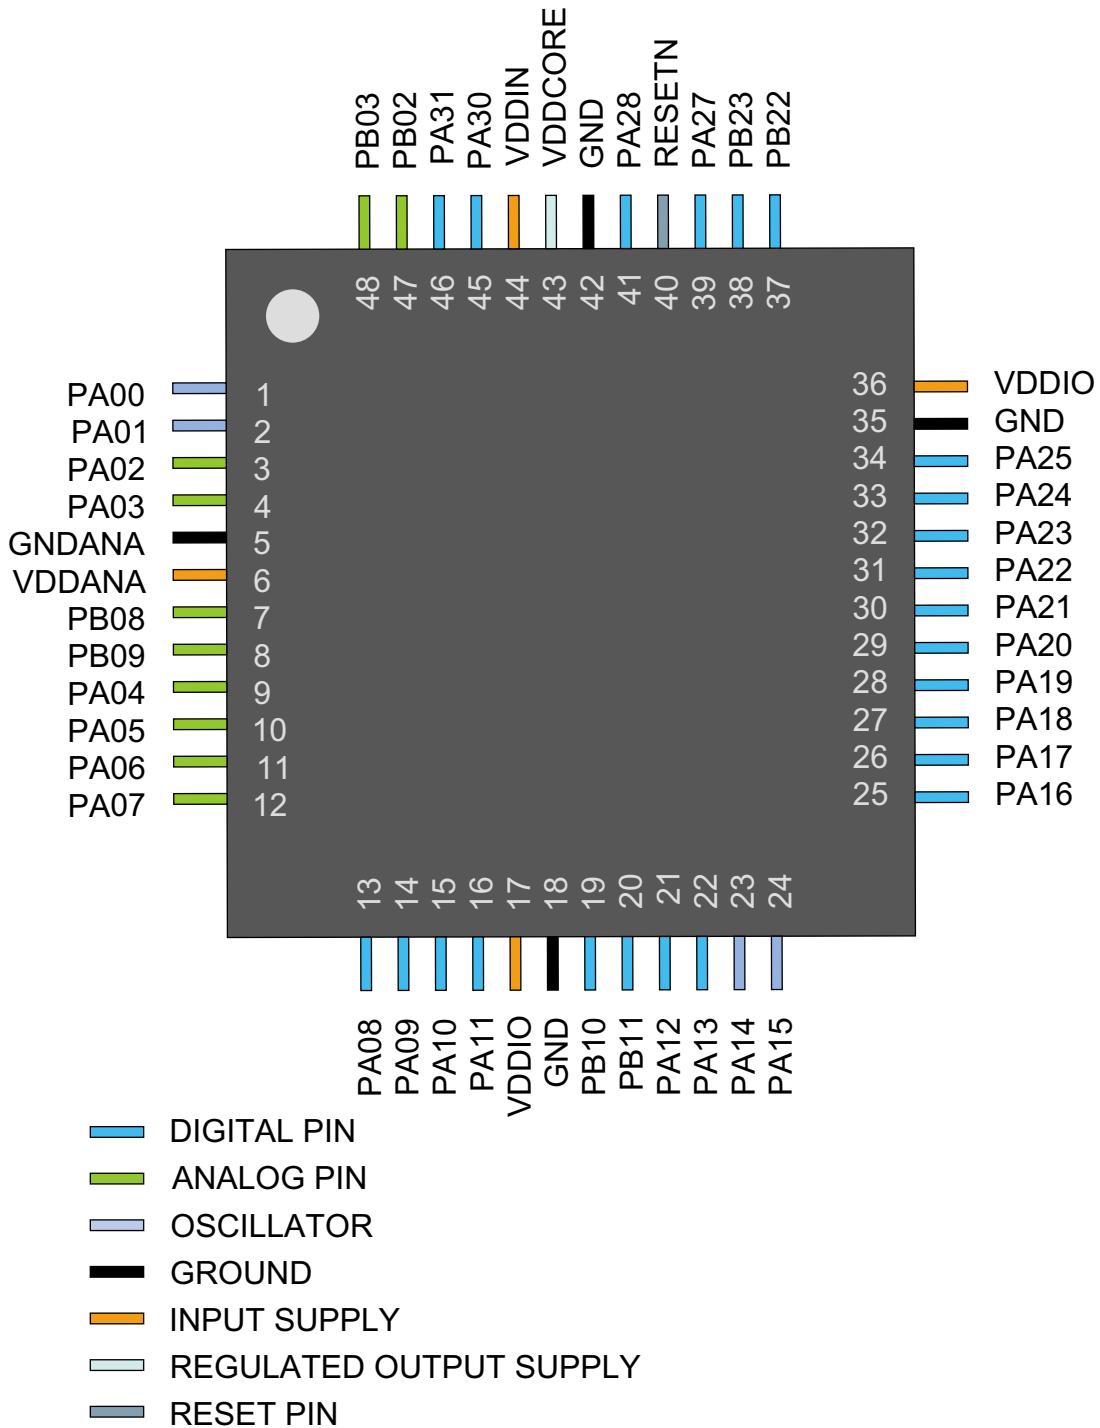 PB03
PB02
PA31
PA30
VDDIN
VDDCORE
GND
PA28
RESETN
PA27
PB23
PB22
48
47
46
45
44
43
42
41
40
39
38
37
PA00 1
PA01 2
PA02 3
PA03 4
GNDANA 5
VDDANA 6
PB08 7
PB09 8
PA04 9
PA05 10
PA06 11
PA07 12
36 VDDIO
35 GND
34 PA25
33 PA24
32 PA23
31 PA22
30 PA21
29 PA20
28 PA19
27 PA18
26 PA17
25 PA16
13
14
15
16
17
18
19
20
21
22
23
24
PA08
PA09
PA10
PA11
VDDIO
GND
PB10
PB11
PA12
PA13
PA14
PA15
DIGITAL PIN
ANALOG PIN
OSCILLATOR
GROUND
INPUT SUPPLY
REGULATED OUTPUT SUPPLY
RESET PIN